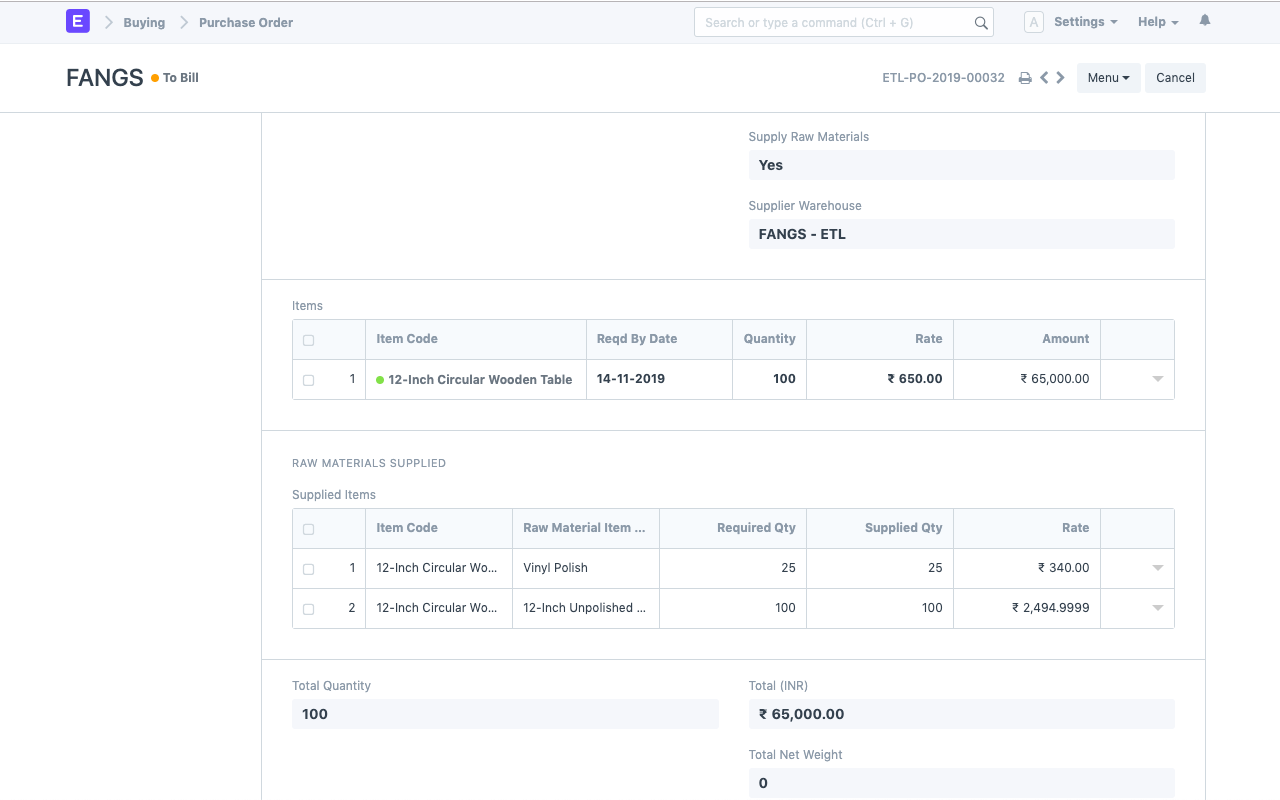 E Buying Purchase Order Search or type a command (Ctrl + G) A Settings Help
FANGS To Bill ETL-PO-2019-00032 Menu Cancel
Supply Raw Materials
Yes
Supplier Warehouse
FANGS - ETL
Items
Item Code Reqd By Date Quantity Rate Amount
1 12-Inch Circular Wooden Table 14-11-2019 100 ₹ 650.00 ₹ 65,000.00
RAW MATERIALS SUPPLIED
Supplied Items
Item Code Raw Material Item ... Required Qty Supplied Qty Rate
1 12-Inch Circular Wo... Vinyl Polish 25 25 ₹ 340.00
2 12-Inch Circular Wo... 12-Inch Unpolished ... 100 100 ₹ 2,494.9999
Total Quantity Total (INR)
100 ₹ 65,000.00
Total Net Weight
0